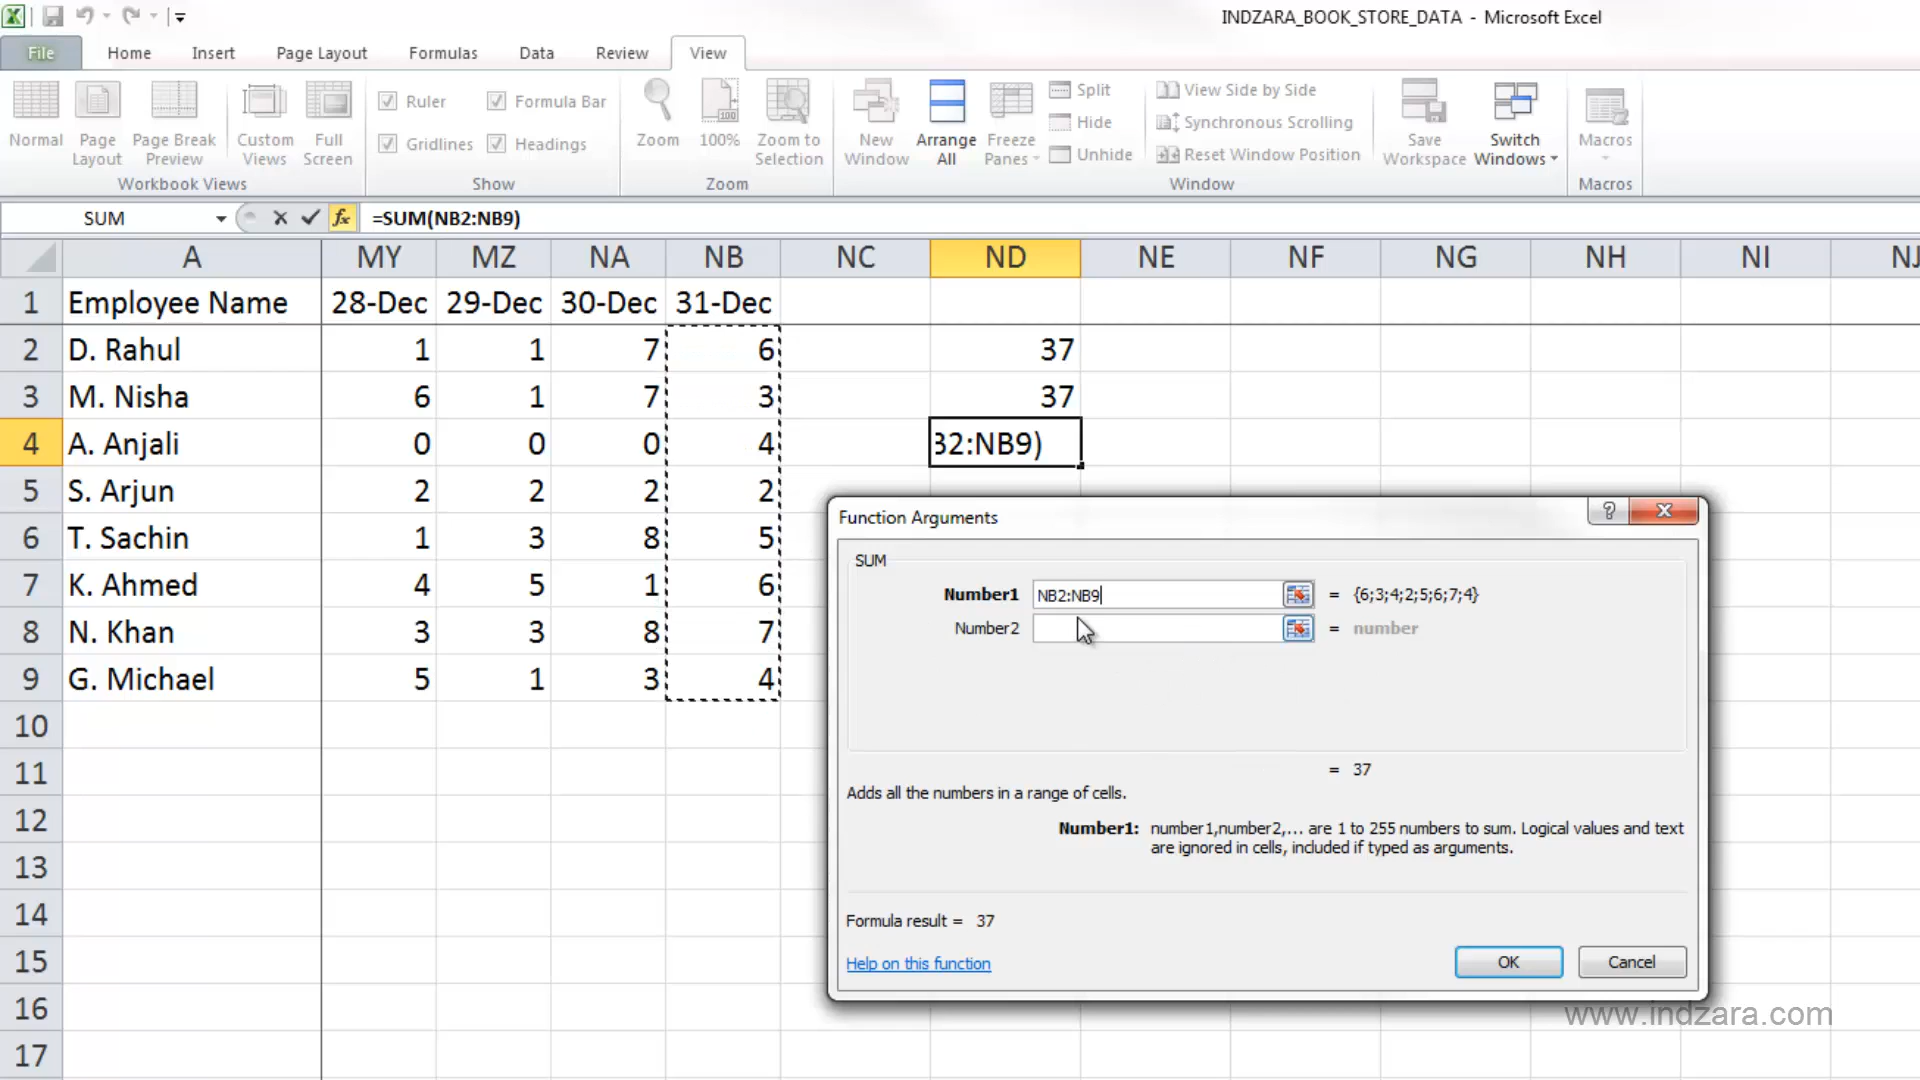 INDZARA_BOOK_STORE_DATA - Microsoft Excel
File Home Insert Page Layout Formulas Data Review View
Normal Page Layout Page Break Preview Custom Views Full Screen
Workbook Views
Ruler Formula Bar
Gridlines Headings
Show
Zoom 100% Zoom to Selection
Zoom
New Window Arrange All Freeze Panes
Split
Hide
Unhide
View Side by Side
Synchronous Scrolling
Reset Window Position
Window
Save Workspace Switch Windows
Macros
Macros
SUM fx =SUM(NB2:NB9)
A MY MZ NA NB NC ND NE NF NG NH NI NJ
1 Employee Name 28-Dec 29-Dec 30-Dec 31-Dec
2 D. Rahul 1 1 7 6 37
3 M. Nisha 6 1 7 3 37
4 A. Anjali 0 0 0 4 32:NB9)
5 S. Arjun 2 2 2 2
6 T. Sachin 1 3 8 5
7 K. Ahmed 4 5 1 6
8 N. Khan 3 3 8 7
9 G. Michael 5 1 3 4
10
11
12
13
14
15
16
17
Function Arguments
SUM
Number1 NB2:NB9 = {6;3;4;2;5;6;7;4}
Number2 = number
= 37
Adds all the numbers in a range of cells.
Number1: number1,number2,... are 1 to 255 numbers to sum. Logical values and text
are ignored in cells, included if typed as arguments.
Formula result = 37
Help on this function
OK Cancel
www.indzara.com